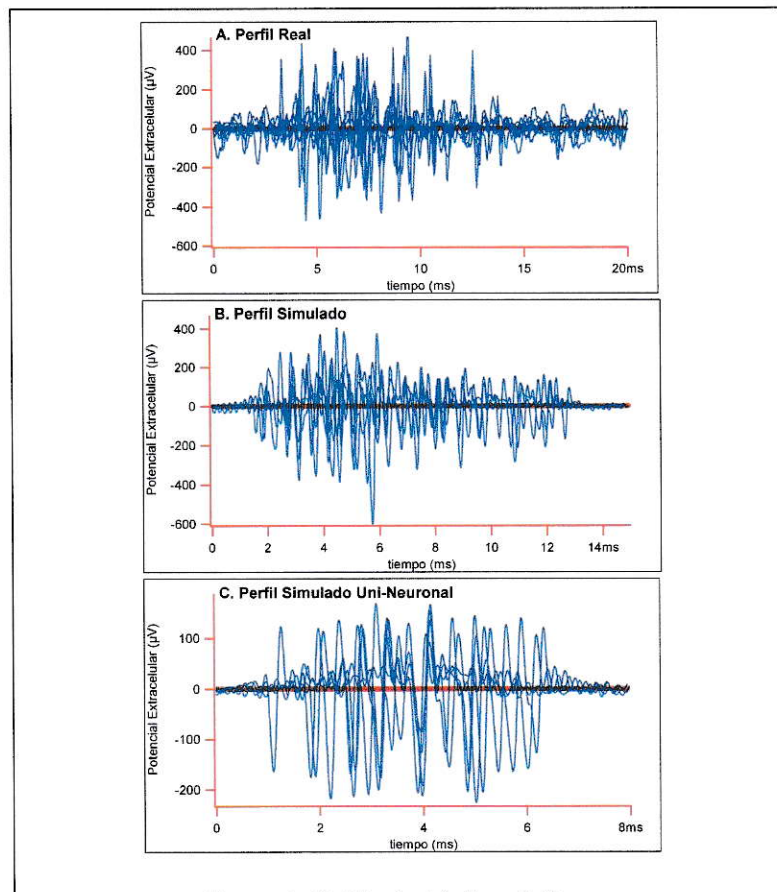 A. Perfil Real
Potencial Extracelular (µV)
400
200
0
-200
-400
-600
0 5 10 15 20ms
tiempo (ms)
B. Perfil Simulado
Potencial Extracelular (µV)
400
200
0
-200
-400
-600
0 2 4 6 8 10 12 14ms
tiempo (ms)
C. Perfil Simulado Uni-Neuronal
Potencial Extracelular (µV)
100
0
-100
-200
0 2 4 6 8ms
tiempo (ms)